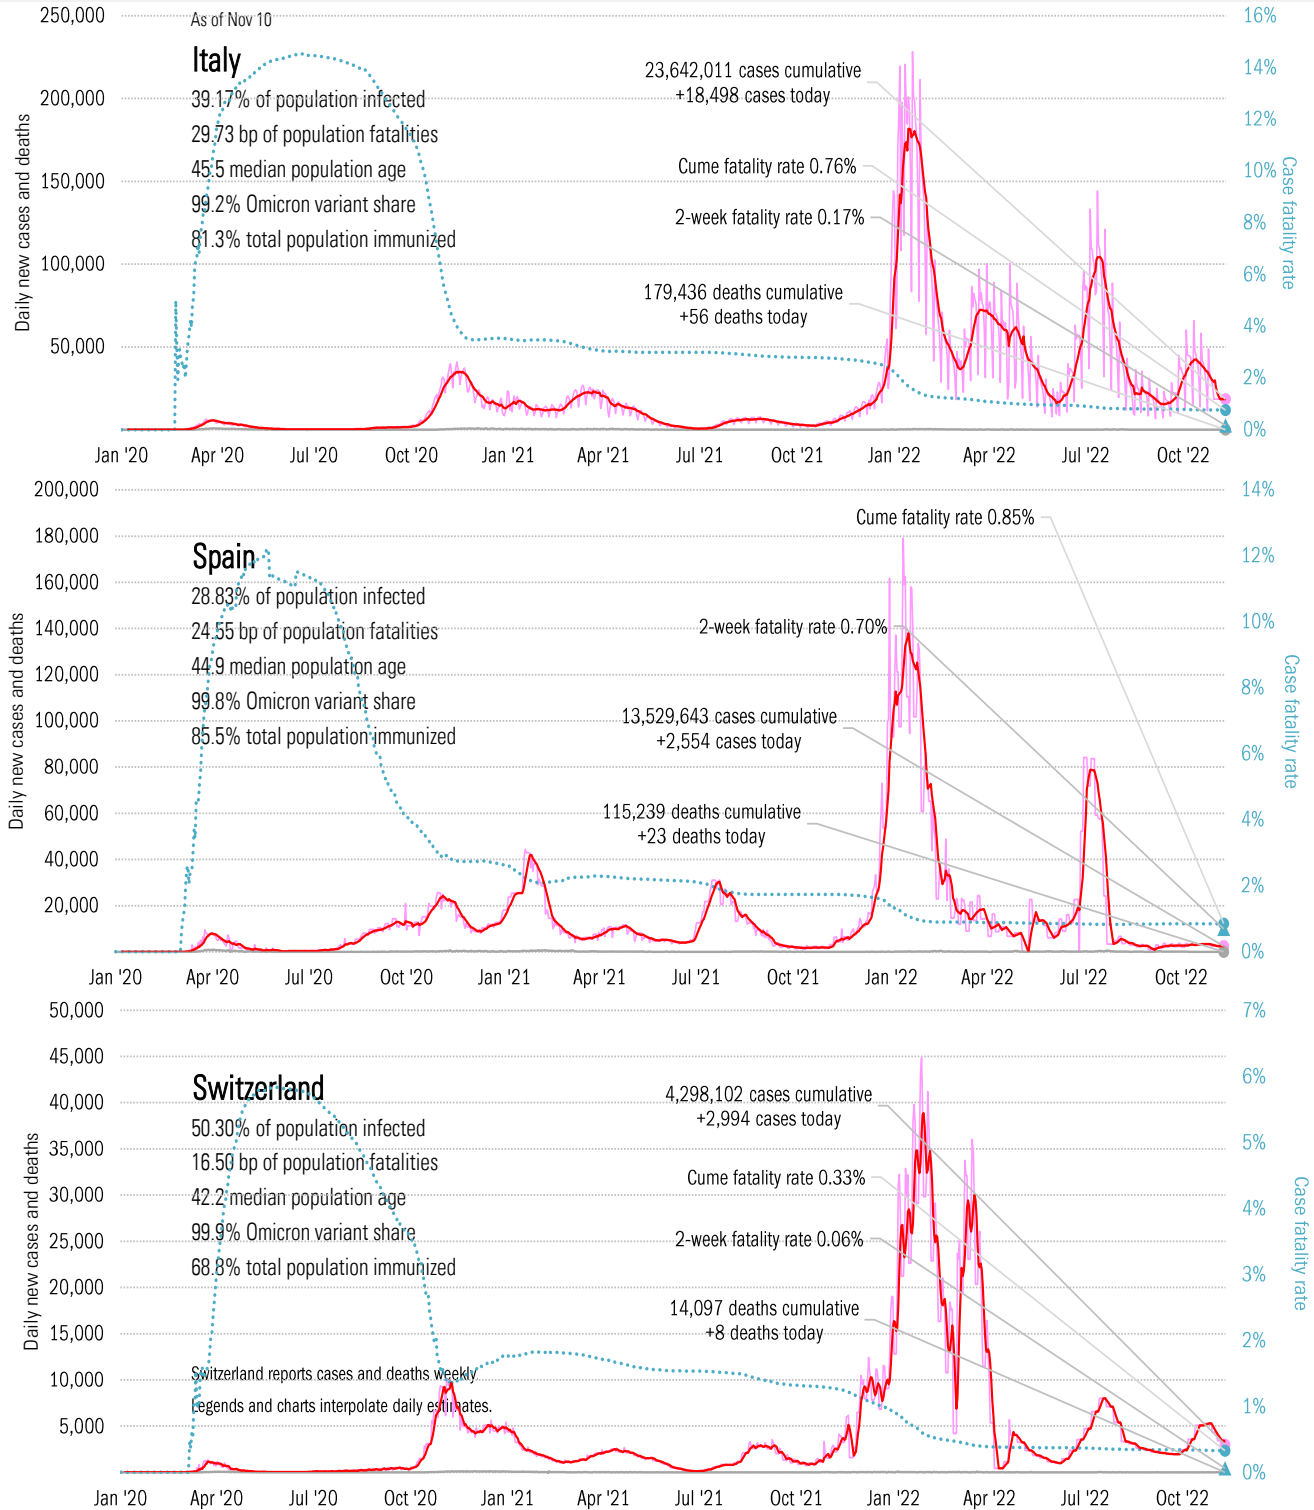 As of Nov 10
Italy
39.17% of population infected
29.73 bp of population fatalities
45.5 median population age
99.2% Omicron variant share
81.3% total population immunized
23,642,011 cases cumulative
+18,498 cases today
Cume fatality rate 0.76%
2-week fatality rate 0.17%
179,436 deaths cumulative
+56 deaths today
Daily new cases and deaths
250,000
200,000
150,000
100,000
50,000
Case fatality rate
16%
14%
12%
10%
8%
6%
4%
2%
0%
Jan '20 Apr '20 Jul '20 Oct '20 Jan '21 Apr '21 Jul '21 Oct '21 Jan '22 Apr '22 Jul '22 Oct '22
Spain
28.83% of population infected
24.55 bp of population fatalities
44.9 median population age
99.8% Omicron variant share
85.5% total population immunized
Cume fatality rate 0.85%
2-week fatality rate 0.70%
13,529,643 cases cumulative
+2,554 cases today
115,239 deaths cumulative
+23 deaths today
Daily new cases and deaths
200,000
180,000
160,000
140,000
120,000
100,000
80,000
60,000
40,000
20,000
Case fatality rate
14%
12%
10%
8%
6%
4%
2%
0%
Jan '20 Apr '20 Jul '20 Oct '20 Jan '21 Apr '21 Jul '21 Oct '21 Jan '22 Apr '22 Jul '22 Oct '22
Switzerland
50.30% of population infected
16.50 bp of population fatalities
42.2 median population age
99.9% Omicron variant share
68.8% total population immunized
4,298,102 cases cumulative
+2,994 cases today
Cume fatality rate 0.33%
2-week fatality rate 0.06%
14,097 deaths cumulative
+8 deaths today
Switzerland reports cases and deaths weekly
Legends and charts interpolate daily estimates.
Daily new cases and deaths
50,000
45,000
40,000
35,000
30,000
25,000
20,000
15,000
10,000
5,000
Case fatality rate
7%
6%
5%
4%
3%
2%
1%
0%
Jan '20 Apr '20 Jul '20 Oct '20 Jan '21 Apr '21 Jul '21 Oct '21 Jan '22 Apr '22 Jul '22 Oct '22